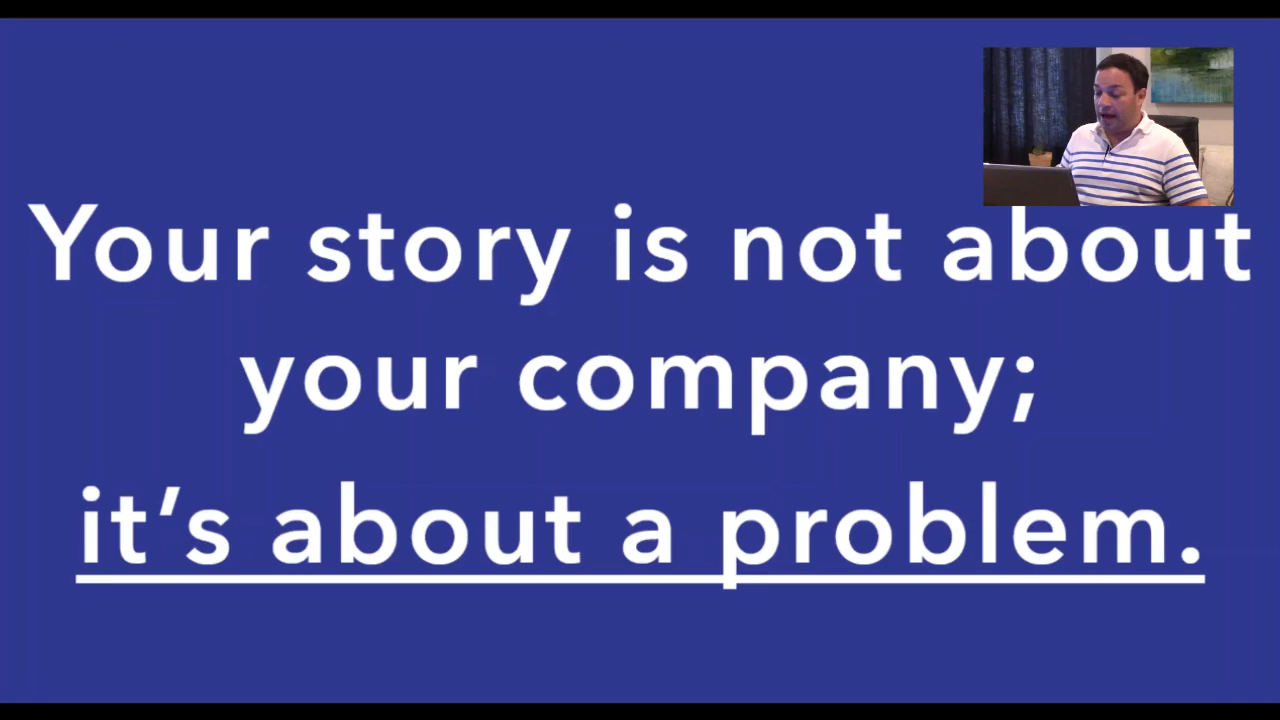 Your story is not about
your company;
it’s about a problem.